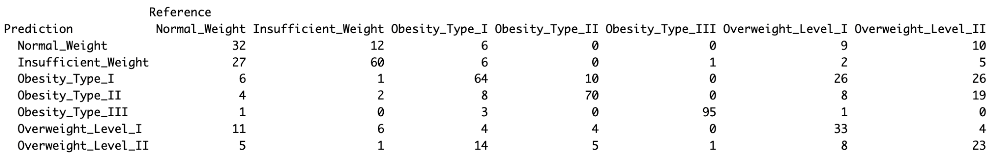 Reference
Prediction Normal_Weight Insufficient_Weight Obesity_Type_I Obesity_Type_II Obesity_Type_III Overweight_Level_I Overweight_Level_II
Normal_Weight 32 12 6 0 0 9 10
Insufficient_Weight 27 60 6 0 1 2 5
Obesity_Type_I 6 1 64 10 0 26 26
Obesity_Type_II 4 2 8 70 0 8 19
Obesity_Type_III 1 0 3 0 95 1 0
Overweight_Level_I 11 6 4 4 0 33 4
Overweight_Level_II 5 1 14 5 1 8 23